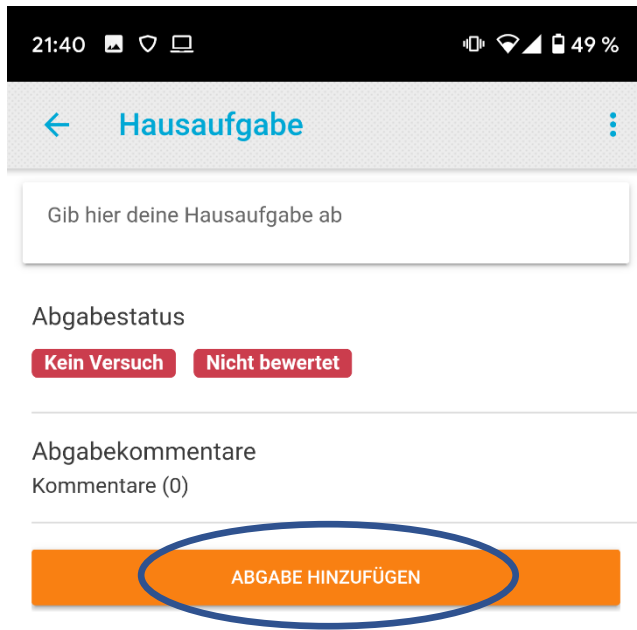 21:40 49 %
Hausaufgabe
Gib hier deine Hausaufgabe ab
Abgabestatus
Kein Versuch Nicht bewertet
Abgabekommentare
Kommentare (0)
ABGABE HINZUFÜGEN